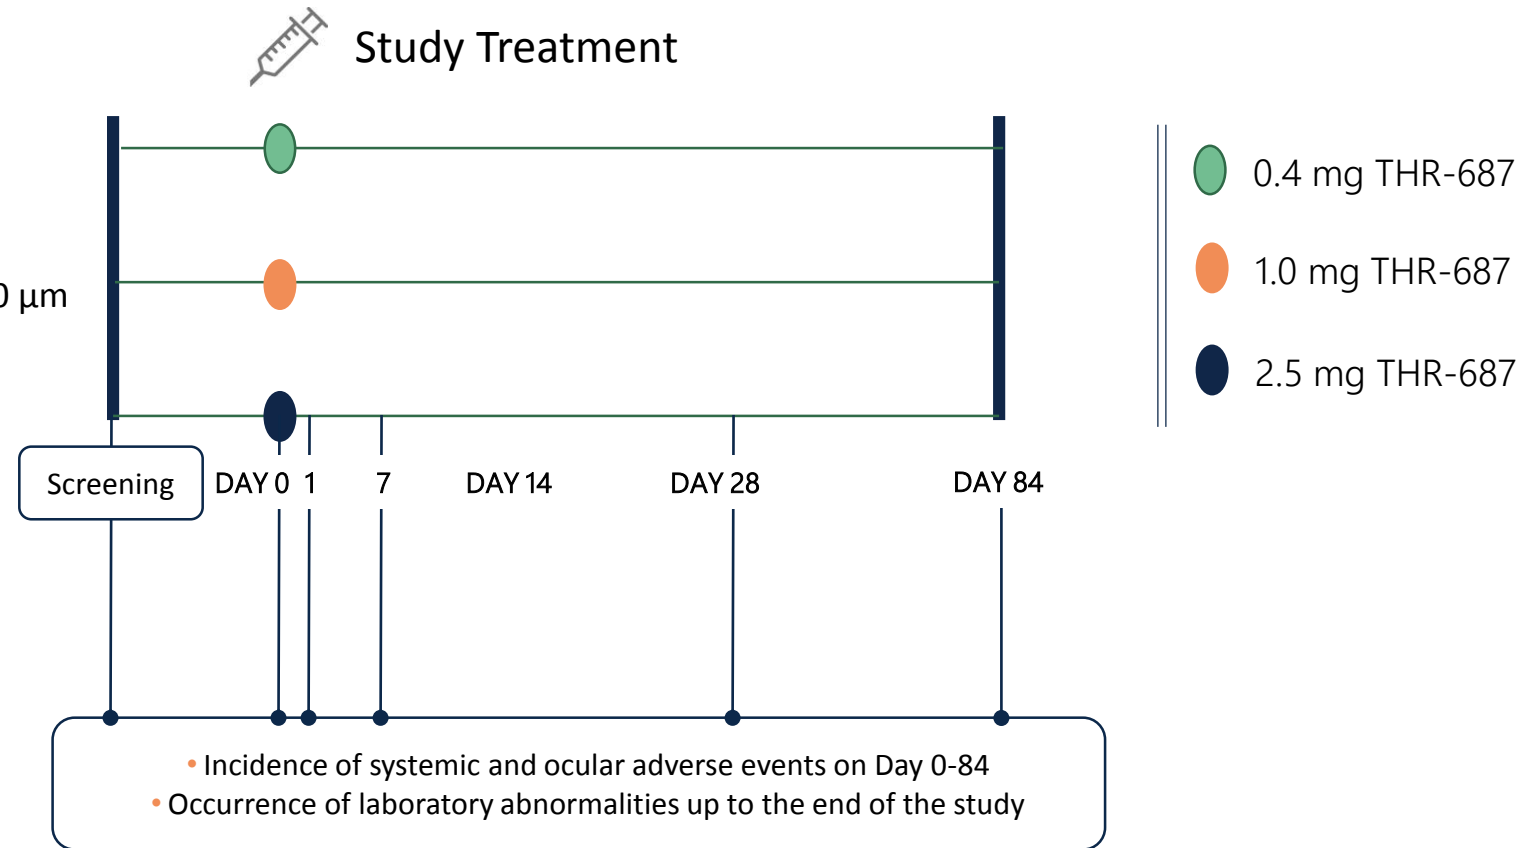 Study Treatment
0.4 mg THR-687
1.0 mg THR-687
0 µm
2.5 mg THR-687
Screening DAY 0 1 7 DAY 14 DAY 28 DAY 84
• Incidence of systemic and ocular adverse events on Day 0-84
• Occurrence of laboratory abnormalities up to the end of the study